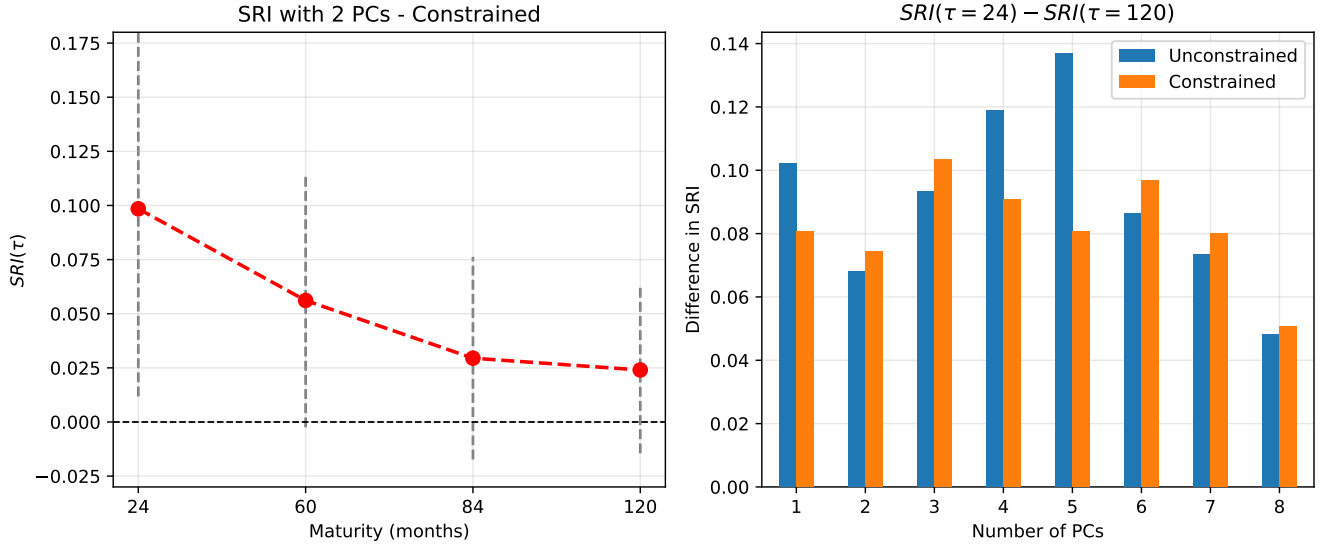 SRI with 2 PCs - Constrained
0.175
0.150
0.125
0.100
0.075
0.050
0.025
0.000
−0.025
SRI(τ)
24 60 84 120
Maturity (months)
SRI(τ = 24) − SRI(τ = 120)
Unconstrained
Constrained
0.14
0.12
0.10
0.08
0.06
0.04
0.02
0.00
Difference in SRI
1 2 3 4 5 6 7 8
Number of PCs